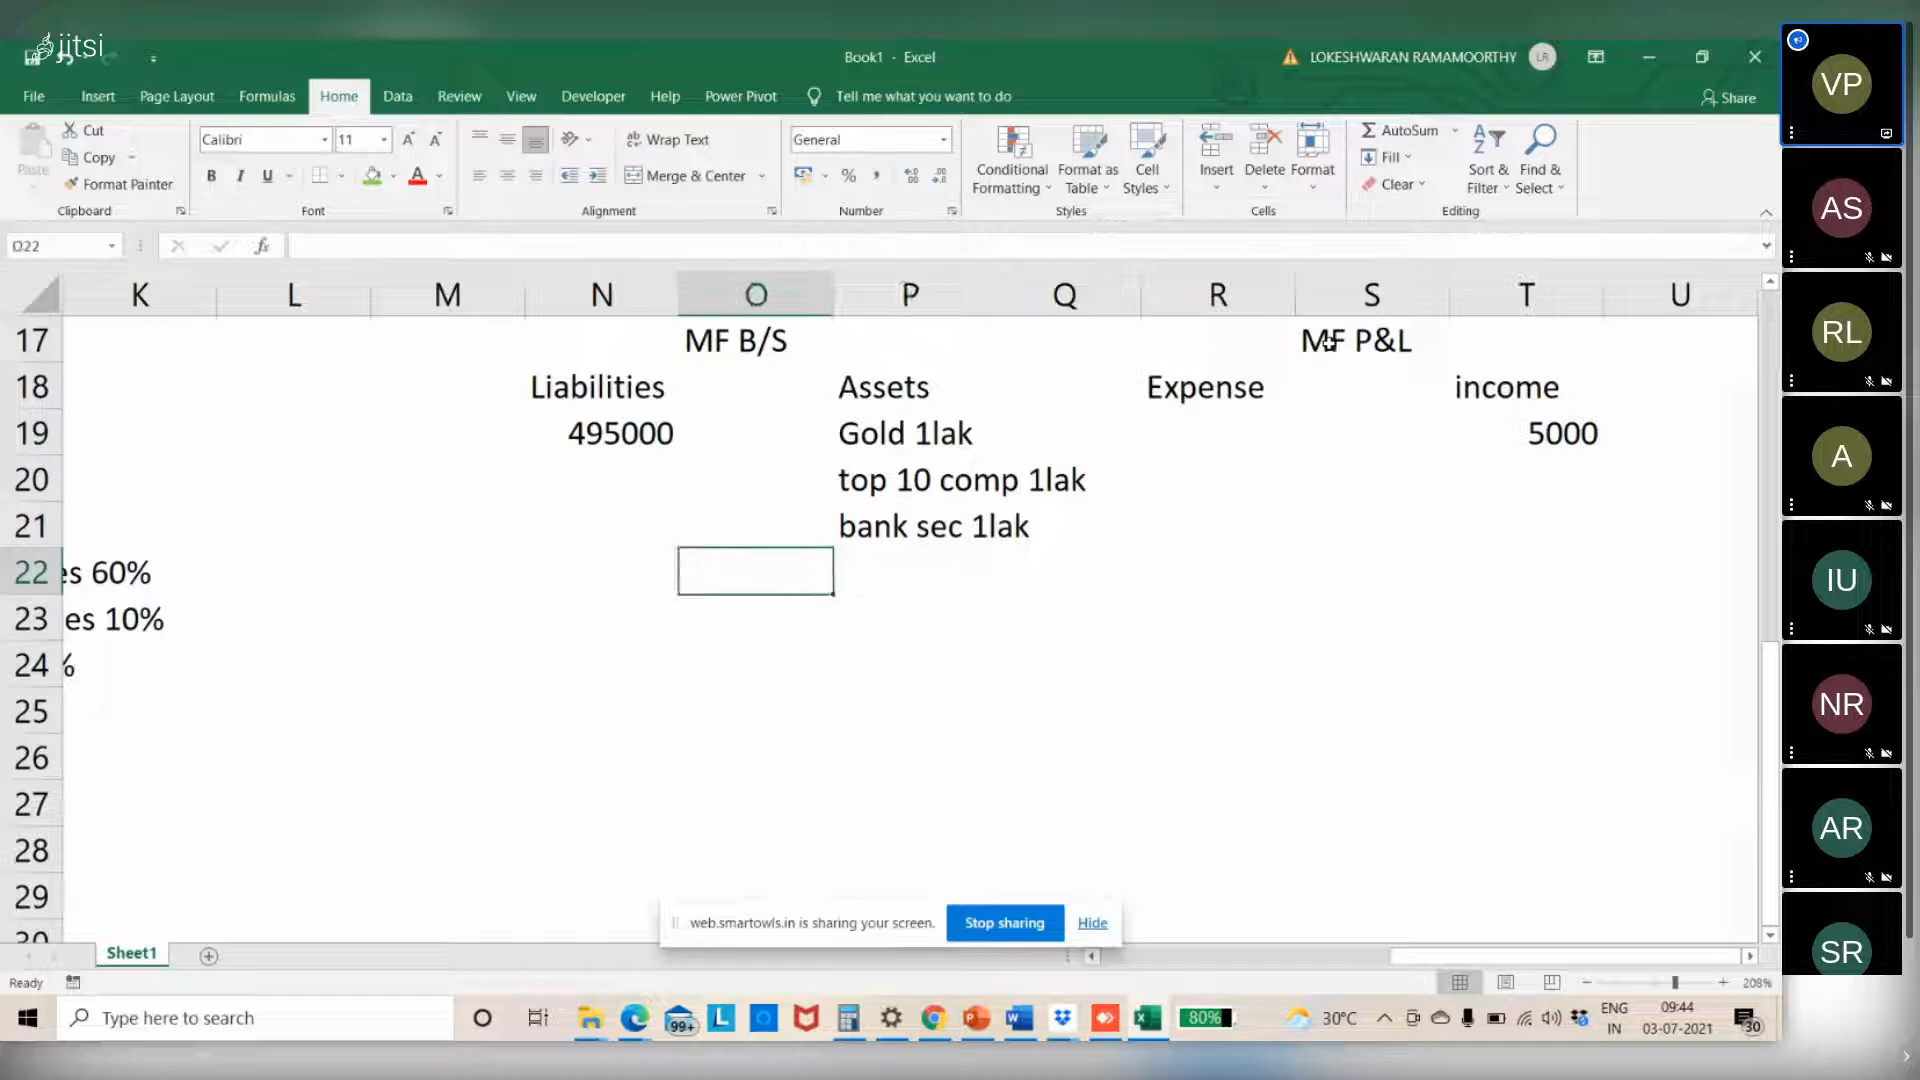 jitsi
Book1 - Excel
LOKESHWARAN RAMAMOORTHY
LR
File Insert Page Layout Formulas Home Data Review View Developer Help Power Pivot Tell me what you want to do
Share
Paste
Cut
Copy
Format Painter
Clipboard
Calibri 11
B I U
Font
Wrap Text
Merge & Center
Alignment
General
Number
Conditional Formatting
Format as Table
Cell Styles
Styles
Insert Delete Format
Cells
AutoSum
Fill
Clear
Sort & Filter
Find & Select
Editing
O22
fx
K L M N O P Q R S T U
17 MF B/S MF P&L
18 Liabilities Assets Expense income
19 495000 Gold 1lak 5000
20 top 10 comp 1lak
21 bank sec 1lak
22 es 60%
23 es 10%
24 %
25
26
27
28
29
30
web.smartowls.in is sharing your screen. Stop sharing Hide
Sheet1
Ready
208%
Type here to search
99+
80%
30°C
ENG
IN
09:44
03-07-2021
30
VP
AS
RL
A
IU
NR
AR
SR